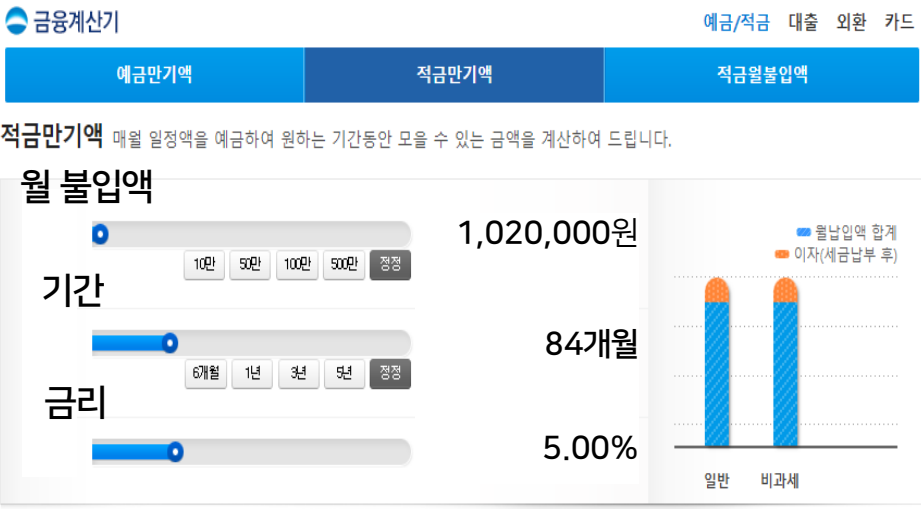 금융계산기
예금/적금 대출 외환 카드
예금만기액 적금만기액 적금월불입액
적금만기액 매월 일정액을 예금하여 원하는 기간동안 모을 수 있는 금액을 계산하여 드립니다.
월 불입액
1,020,000원
10만 50만 100만 500만 정정
기간
84개월
6개월 1년 3년 5년 정정
금리
5.00%
월납입액 합계
이자(세금납부 후)
일반 비과세